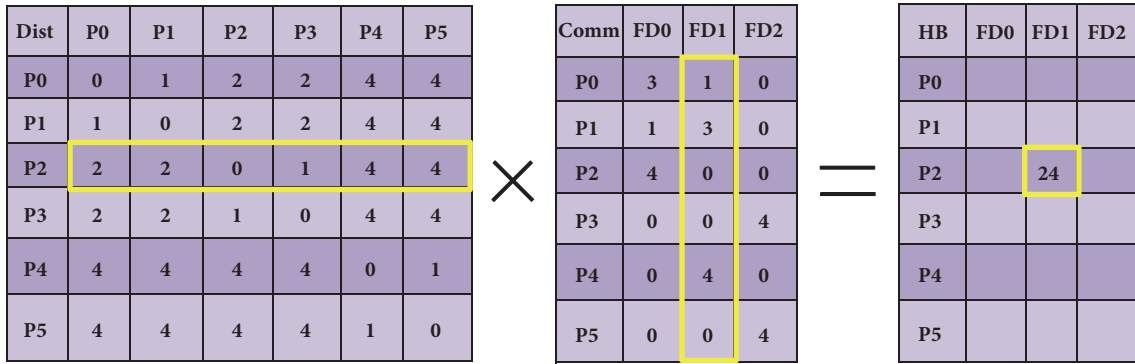 Dist P0 P1 P2 P3 P4 P5
P0 0 1 2 2 4 4
P1 1 0 2 2 4 4
P2 2 2 0 1 4 4
P3 2 2 1 0 4 4
P4 4 4 4 4 0 1
P5 4 4 4 4 1 0
×
Comm FD0 FD1 FD2
P0 3 1 0
P1 1 3 0
P2 4 0 0
P3 0 0 4
P4 0 4 0
P5 0 0 4
=
HB FD0 FD1 FD2
P0
P1
P2 24
P3
P4
P5